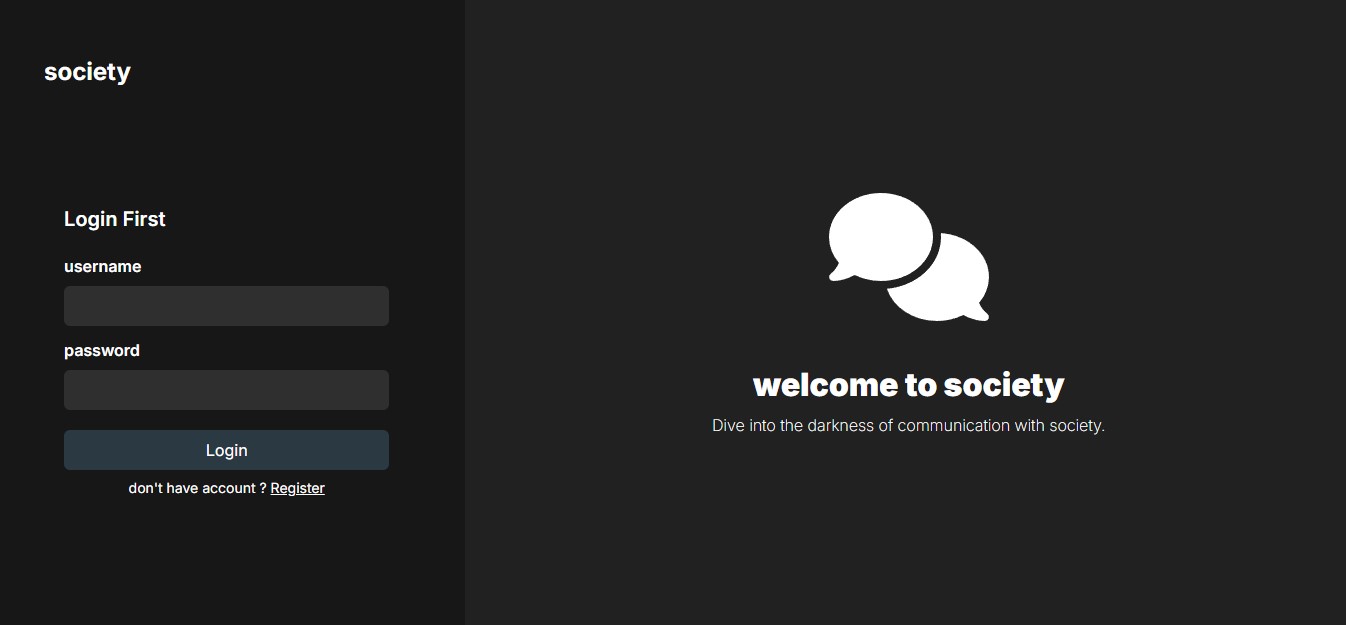 society
Login First
username
password
Login
don't have account ? Register
welcome to society
Dive into the darkness of communication with society.